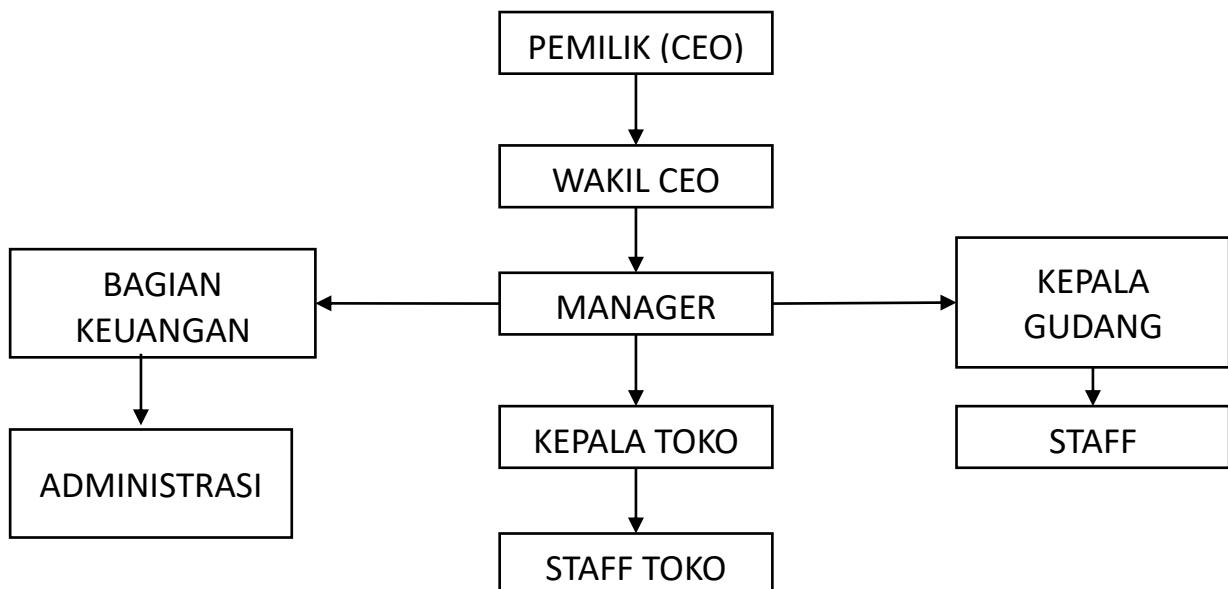 PEMILIK (CEO)
WAKIL CEO
BAGIAN
KEUANGAN
MANAGER
KEPALA
GUDANG
ADMINISTRASI
KEPALA TOKO
STAFF
STAFF TOKO